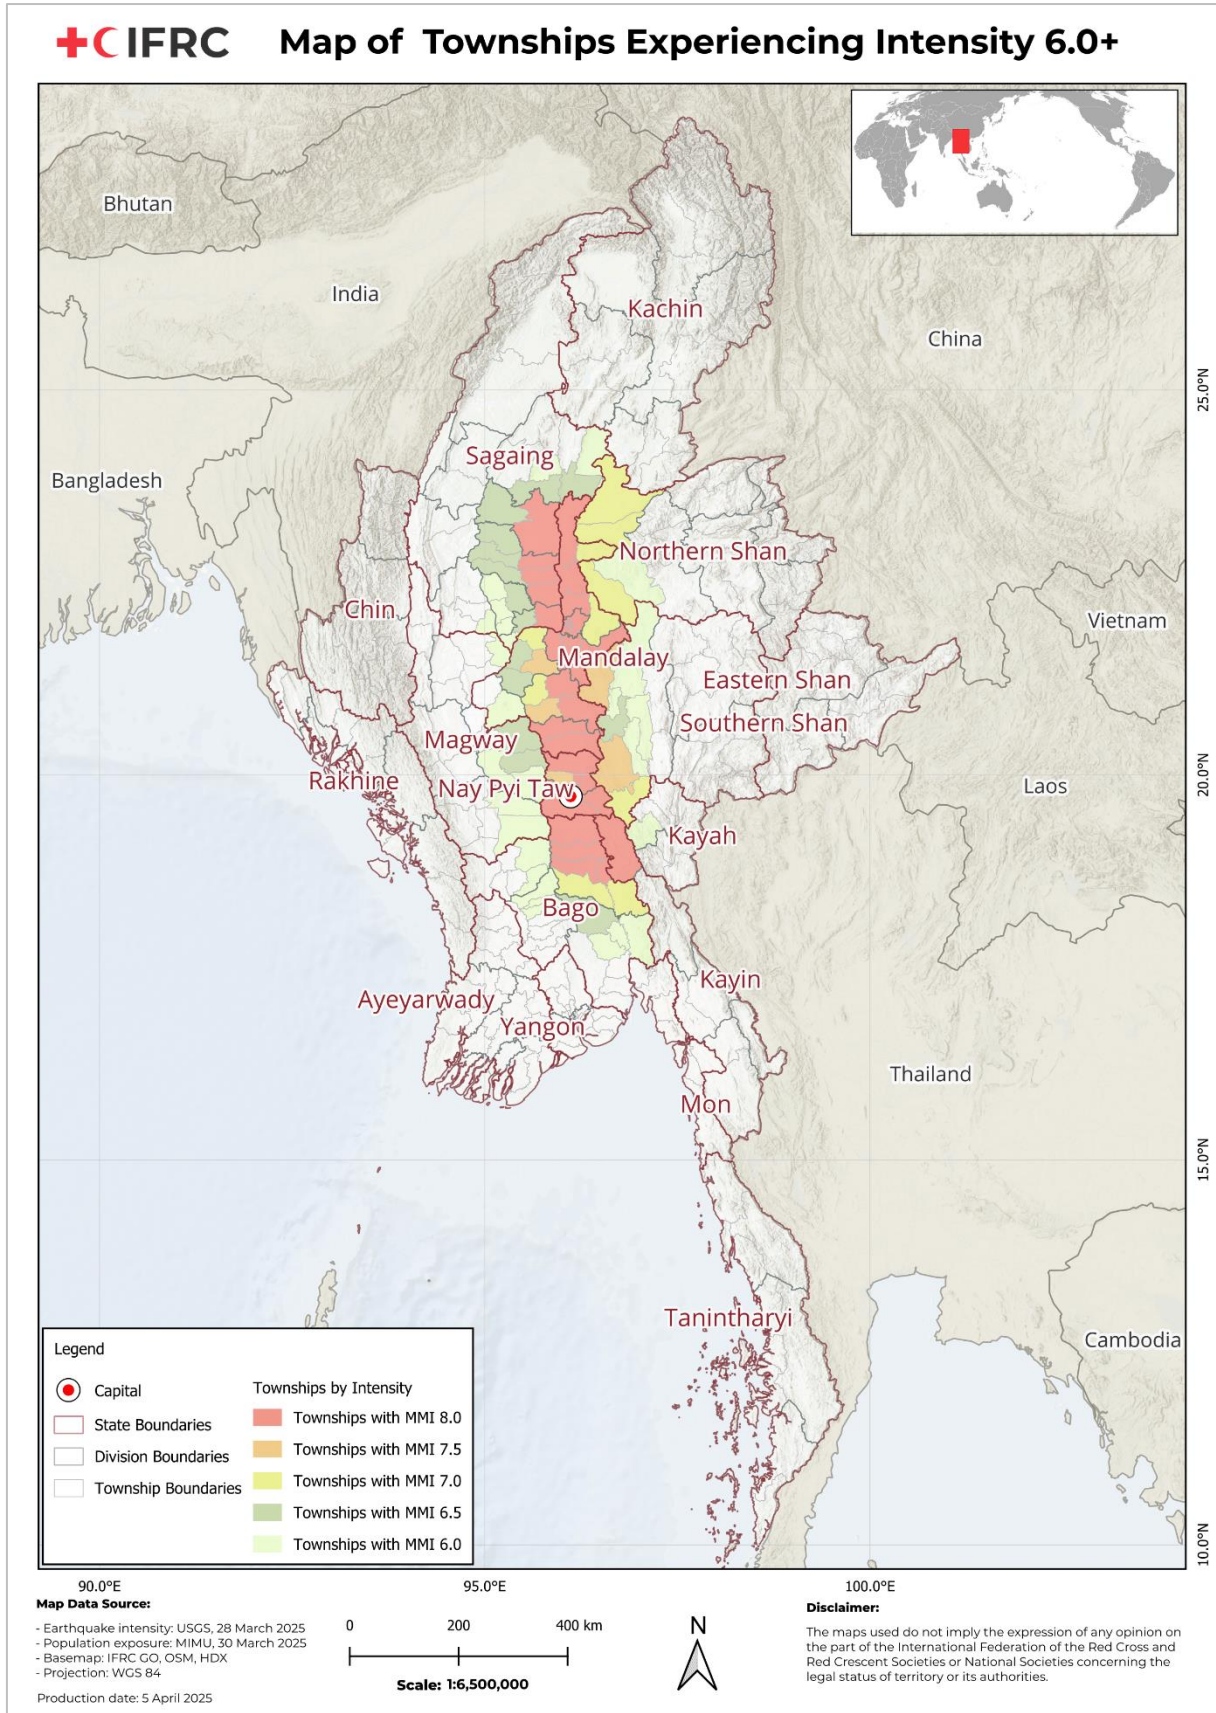 IFRC
Map of Townships Experiencing Intensity 6.0+
Bhutan
India
Kachin
China
25.0°N
Sagaing
Bangladesh
Northern Shan
Chin
Vietnam
Mandalay
Eastern Shan
Southern Shan
Magway
Rakhine
Nay Pyi Taw
20.0°N
Laos
Kayah
Bago
Kayin
Ayeyarwady
Yangon
Thailand
Mon
15.0°N
Tanintharyi
Cambodia
Legend
Capital
State Boundaries
Division Boundaries
Township Boundaries
Townships by Intensity
Townships with MMI 8.0
Townships with MMI 7.5
Townships with MMI 7.0
Townships with MMI 6.5
Townships with MMI 6.0
10.0°N
90.0°E
95.0°E
100.0°E
Map Data Source:
- Earthquake intensity: USGS, 28 March 2025
- Population exposure: MIMU, 30 March 2025
- Basemap: IFRC GO, OSM, HDX
- Projection: WGS 84
Production date: 5 April 2025
0 200 400 km
Scale: 1:6,500,000
N
Disclaimer:
The maps used do not imply the expression of any opinion on
the part of the International Federation of the Red Cross and
Red Crescent Societies or National Societies concerning the
legal status of territory or its authorities.